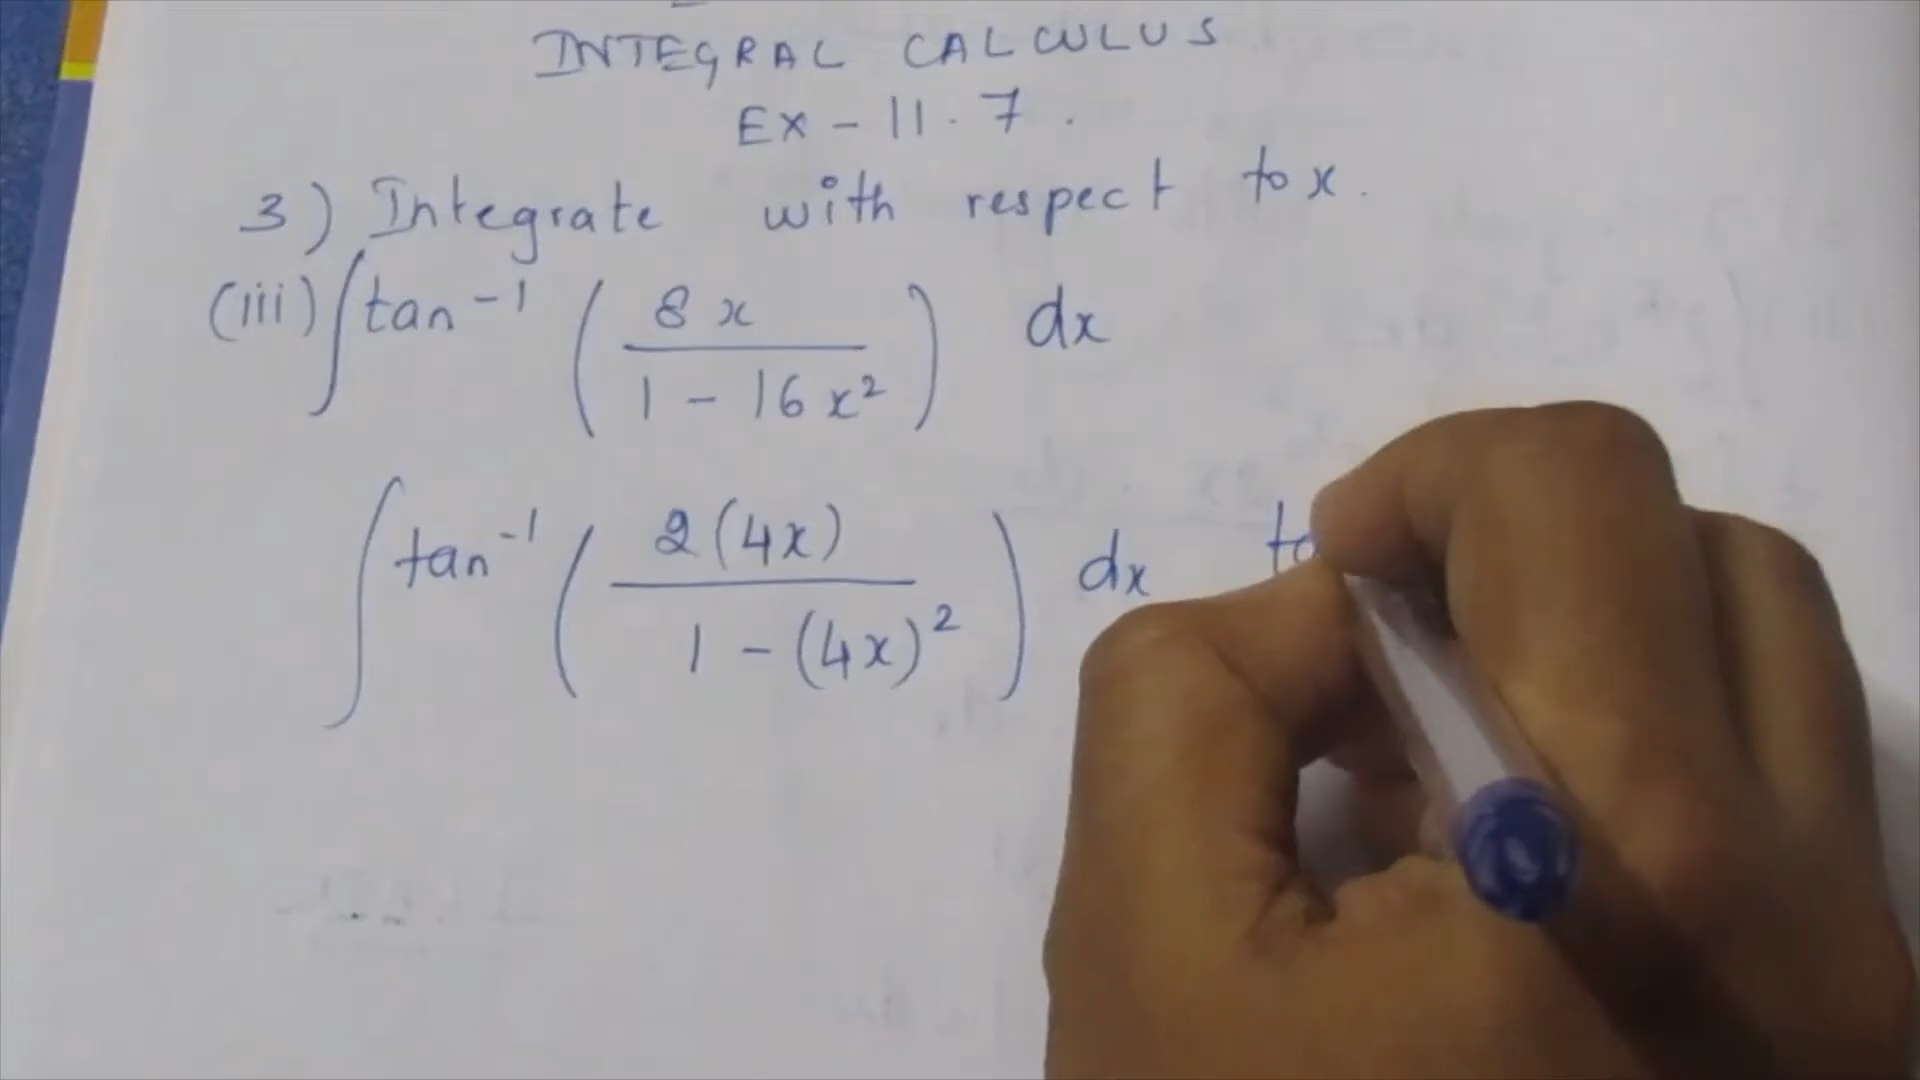 INTEGRAL CALCULUS
EX - 11.7.
3) Integrate with respect to x.
(iii) ∫ tan⁻¹ (8x / 1 - 16x²) dx
∫ tan⁻¹ (2(4x) / 1 - (4x)²) dx